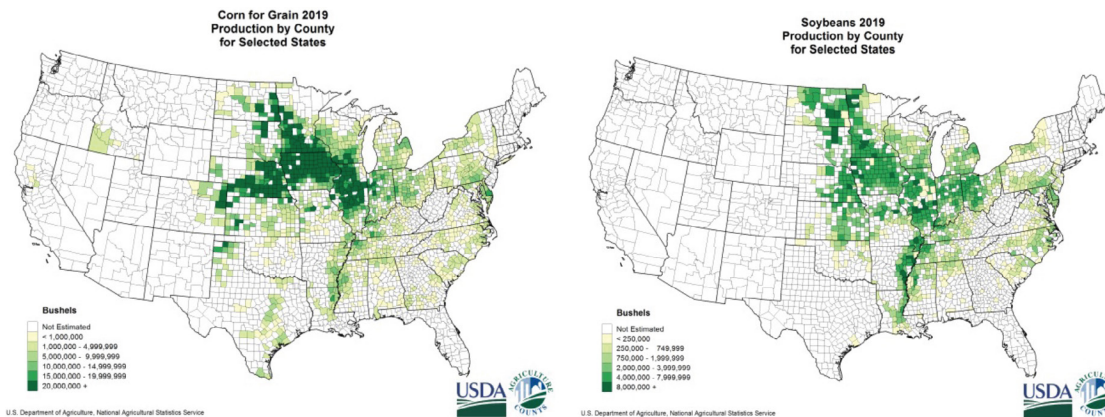 Corn for Grain 2019
Production by County
for Selected States
Bushels
Not Estimated
< 1,000,000
1,000,000 - 4,999,999
5,000,000 - 9,999,999
10,000,000 - 14,999,999
15,000,000 - 19,999,999
20,000,000 +
USDA
AGRICULTURE
COUNTS
U.S. Department of Agriculture, National Agricultural Statistics Service
Soybeans 2019
Production by County
for Selected States
Bushels
Not Estimated
< 250,000
250,000 - 749,999
750,000 - 1,999,999
2,000,000 - 3,999,999
4,000,000 - 7,999,999
8,000,000 +
USDA
AGRICULTURE
COUNTS
U.S. Department of Agriculture, National Agricultural Statistics Service